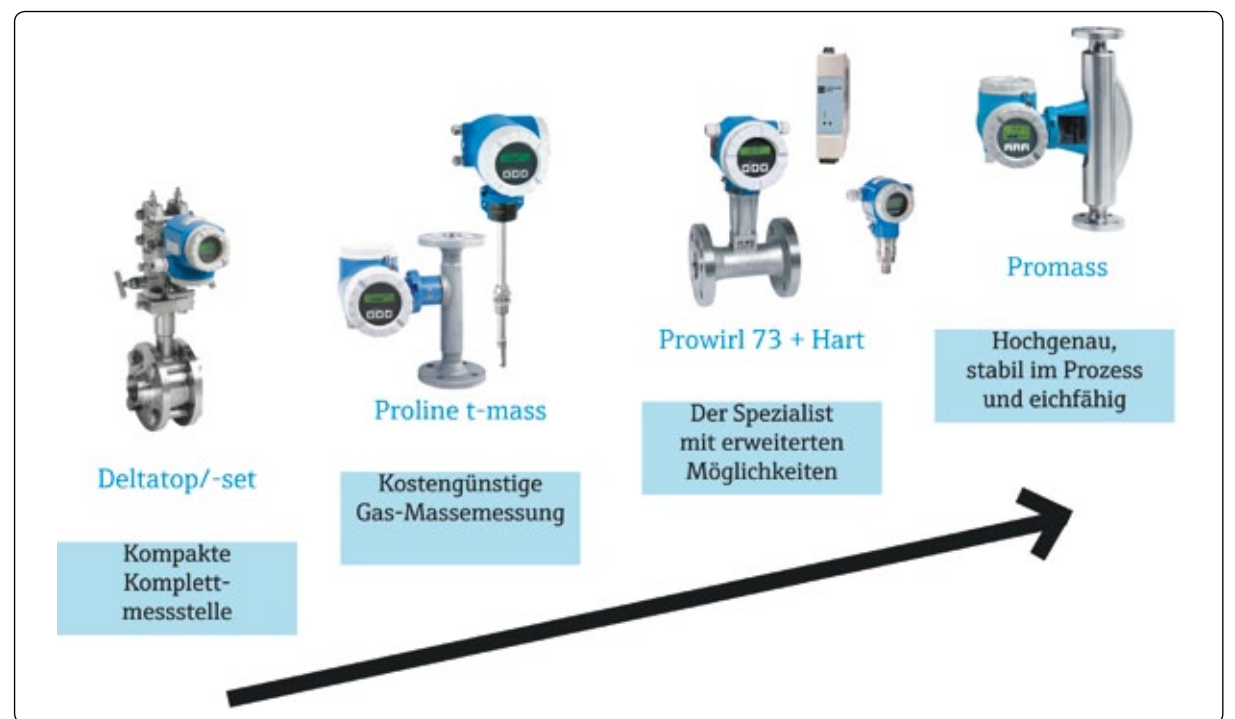 Deltatop/-set
Kompakte
Komplett-
messstelle
Proline t-mass
Kostengünstige
Gas-Massemessung
Prowirl 73 + Hart
Der Spezialist
mit erweiterten
Möglichkeiten
Promass
Hochgenau,
stabil im Prozess
und eichfähig